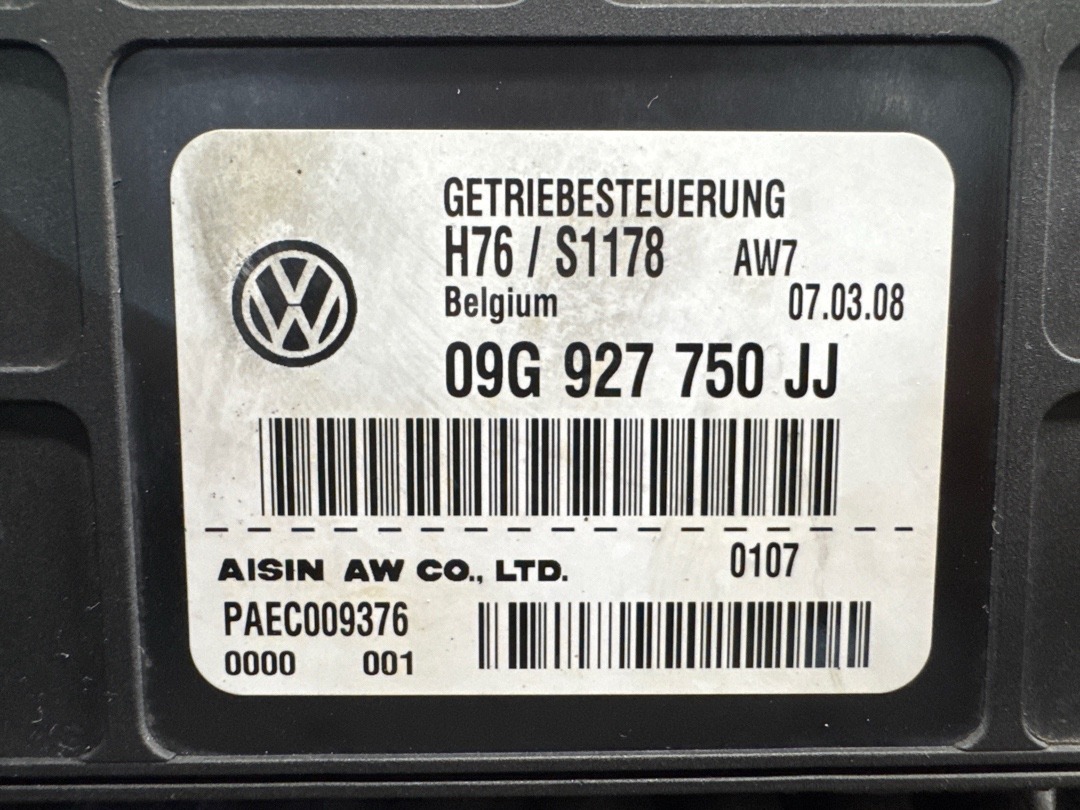 GETRIEBESTEUERUNG
H76 / S1178 AW7
Belgium 07.03.08
09G 927 750 JJ
AISIN AW CO., LTD. 0107
PAEC009376
0000 001